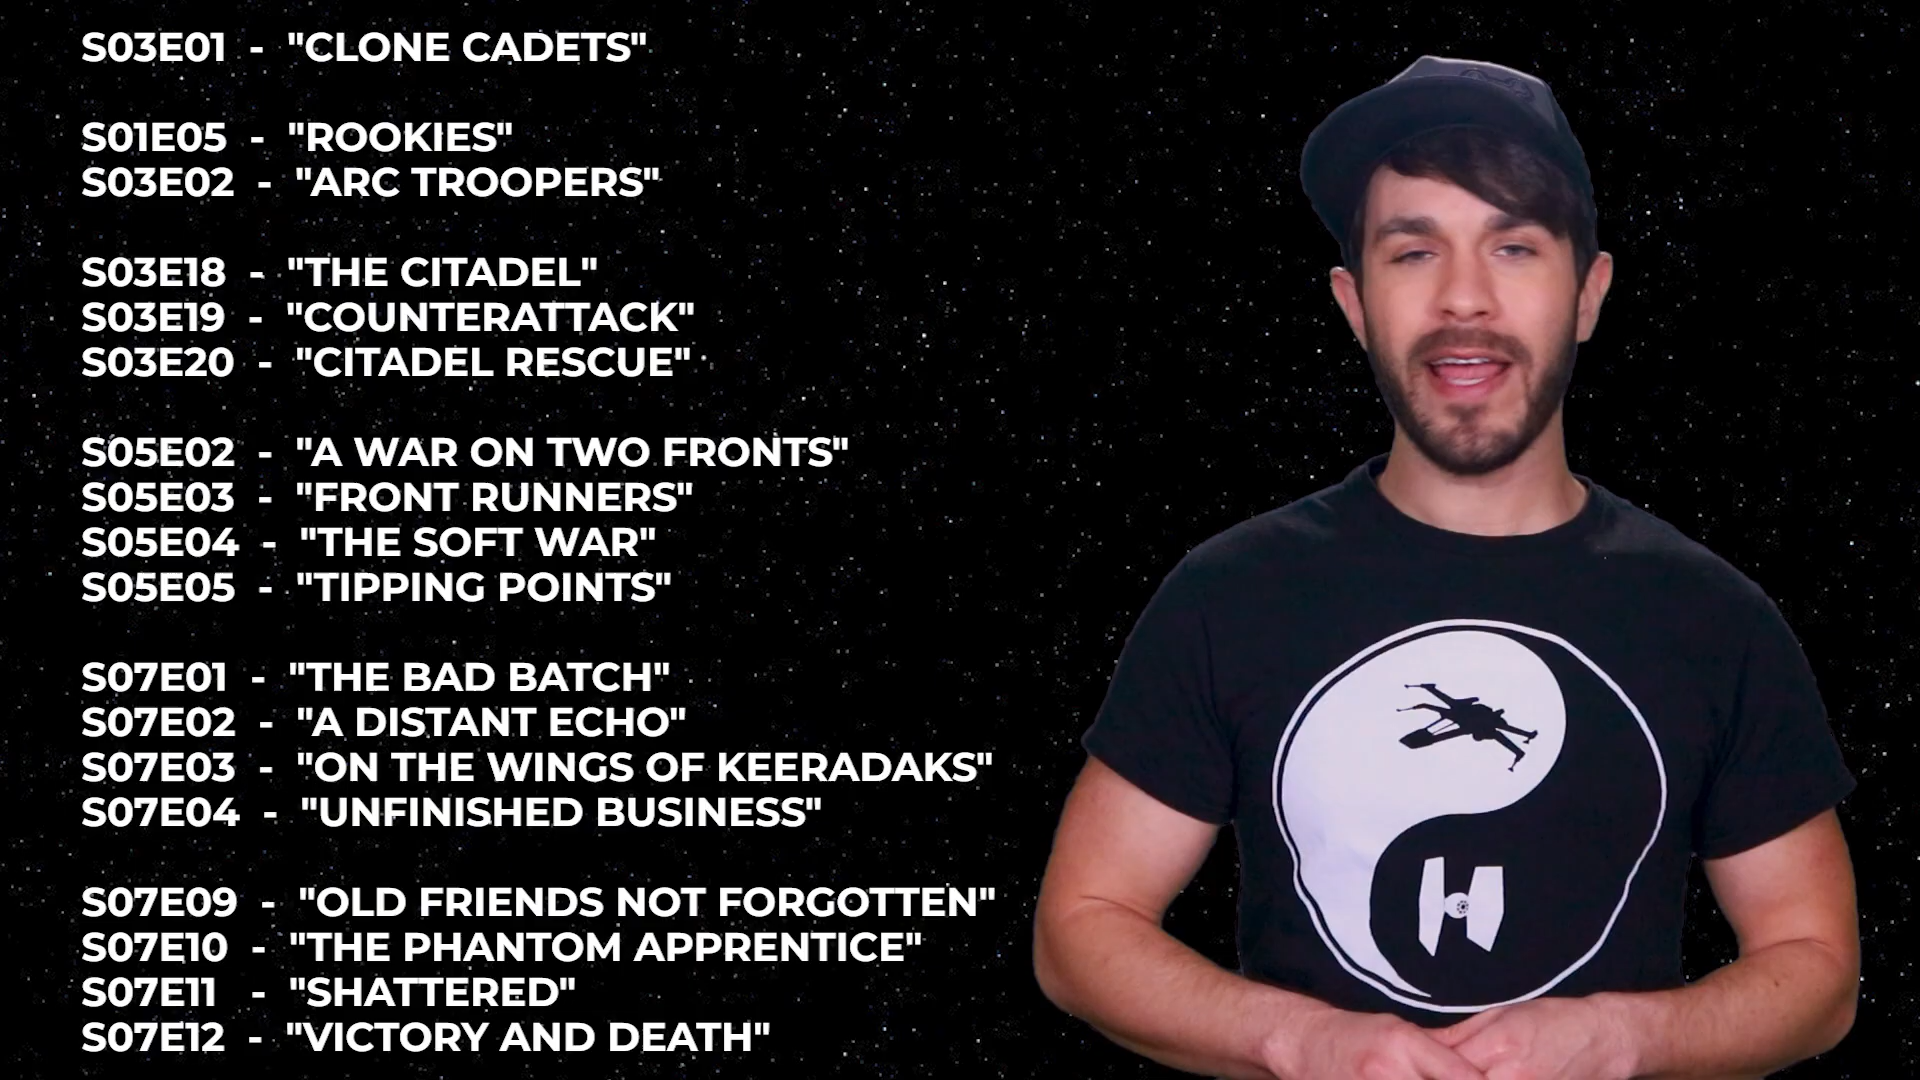 S03E01 - "CLONE CADETS"
S01E05 - "ROOKIES"
S03E02 - "ARC TROOPERS"
S03E18 - "THE CITADEL"
S03E19 - "COUNTERATTACK"
S03E20 - "CITADEL RESCUE"
S05E02 - "A WAR ON TWO FRONTS"
S05E03 - "FRONT RUNNERS"
S05E04 - "THE SOFT WAR"
S05E05 - "TIPPING POINTS"
S07E01 - "THE BAD BATCH"
S07E02 - "A DISTANT ECHO"
S07E03 - "ON THE WINGS OF KEERADAKS"
S07E04 - "UNFINISHED BUSINESS"
S07E09 - "OLD FRIENDS NOT FORGOTTEN"
S07E10 - "THE PHANTOM APPRENTICE"
S07E11 - "SHATTERED"
S07E12 - "VICTORY AND DEATH"